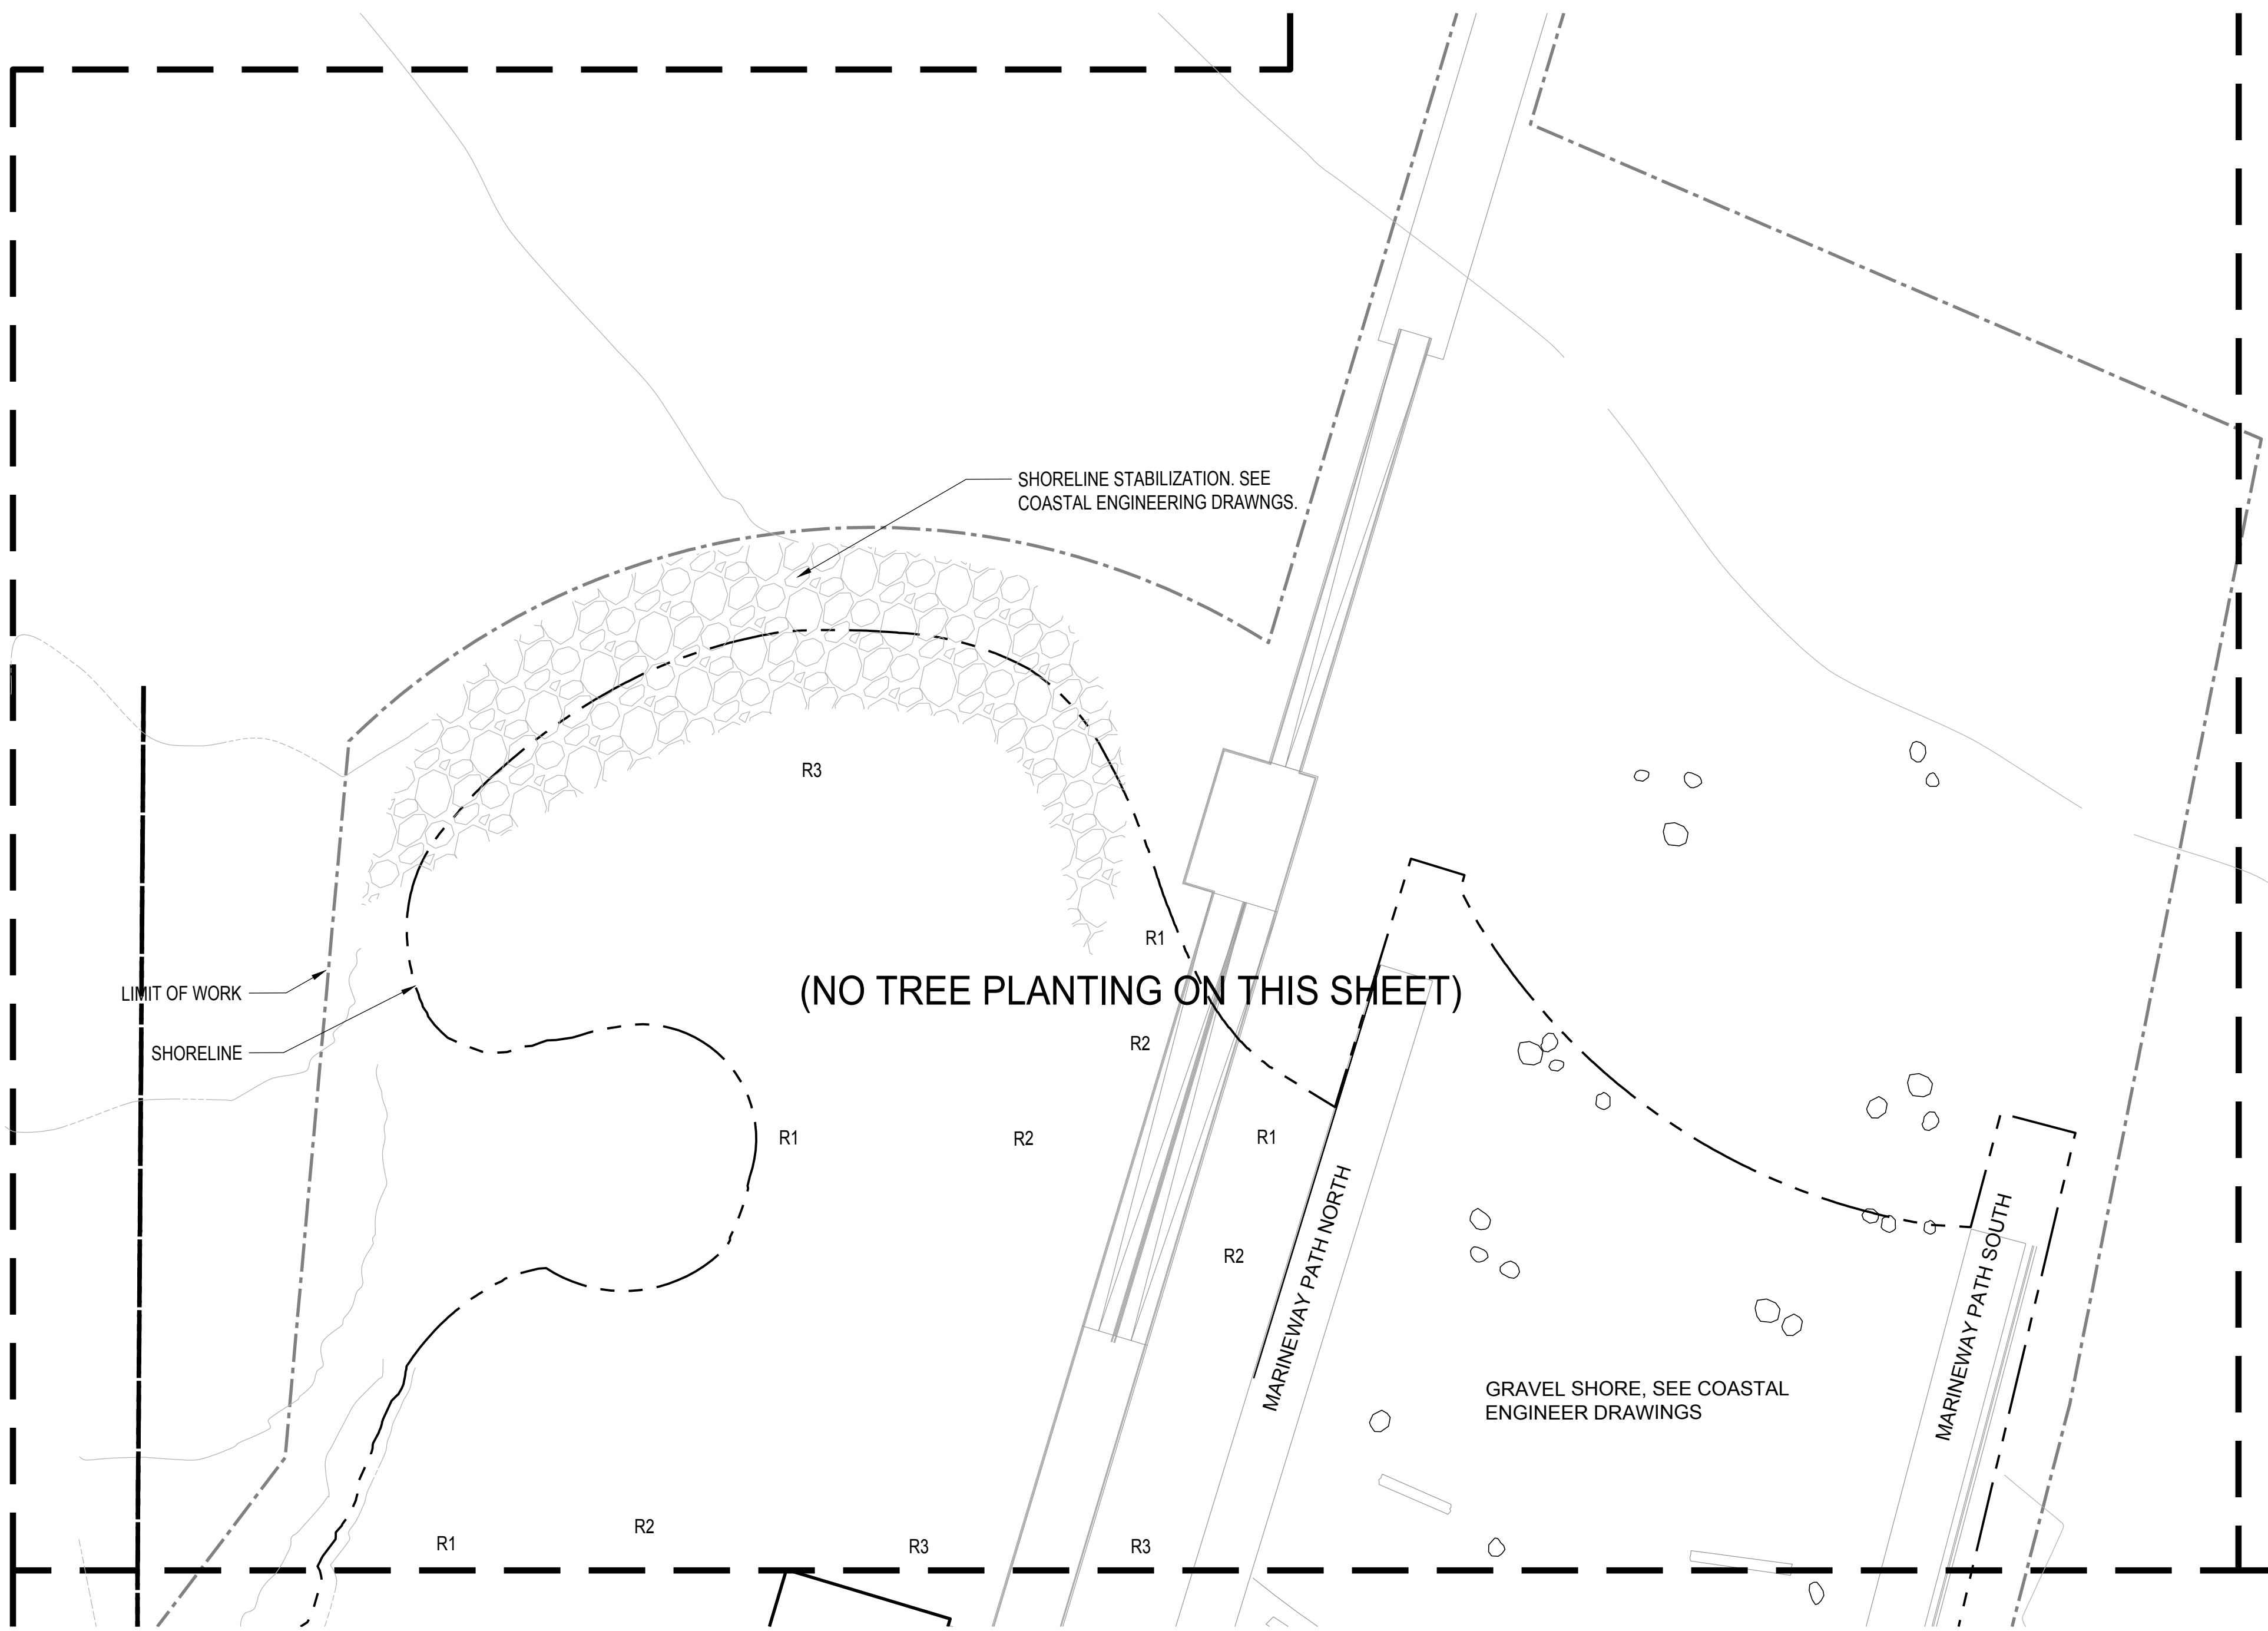 SHORELINE STABILIZATION. SEE
COASTAL ENGINEERING DRAWNGS.
R3
R1
LIMIT OF WORK
(NO TREE PLANTING ON THIS SHEET)
SHORELINE
R2
R1
R2
R1
R2
MARINEWAY PATH NORTH
MARINEWAY PATH SOUTH
GRAVEL SHORE, SEE COASTAL
ENGINEER DRAWINGS
R1
R2
R3
R3